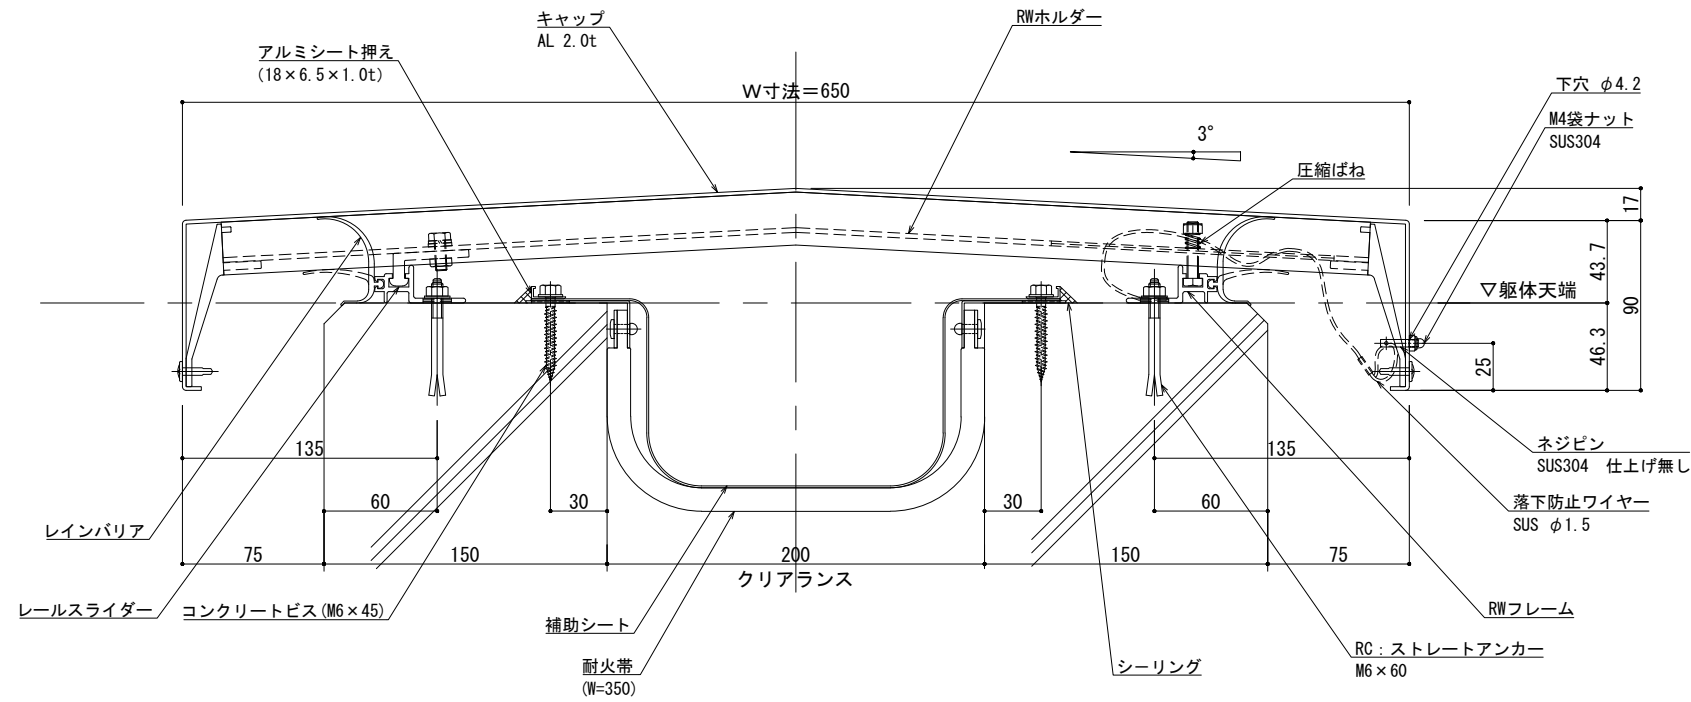 キャップ
AL 2.0t
RWホルダー
アルミシート押え
(18×6.5×1.0t)
W寸法=650
下穴 φ4.2
M4袋ナット
SUS304
3°
圧縮ばね
17
43.7
▽躯体天端
90
46.3
25
135
135
ネジピン
SUS304 仕上げ無し
60
30
30
60
落下防止ワイヤー
SUS φ1.5
レインバリア
75
150
200
150
75
クリアランス
レールスライダー
コンクリートビス(M6×45)
補助シート
RWフレーム
耐火帯
(W=350)
シーリング
RC:ストレートアンカー
M6×60